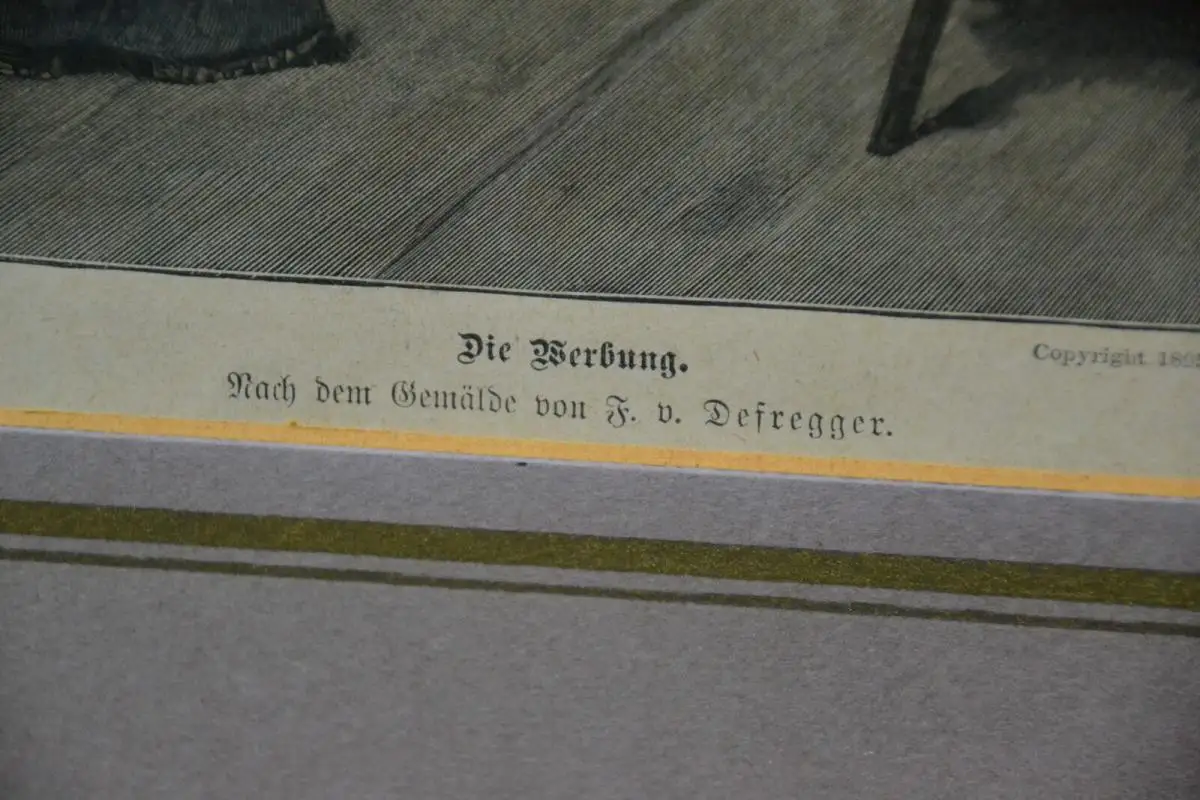 Die Werbung.
Nach dem Gemälde von F. v. Defregger.
Copyright